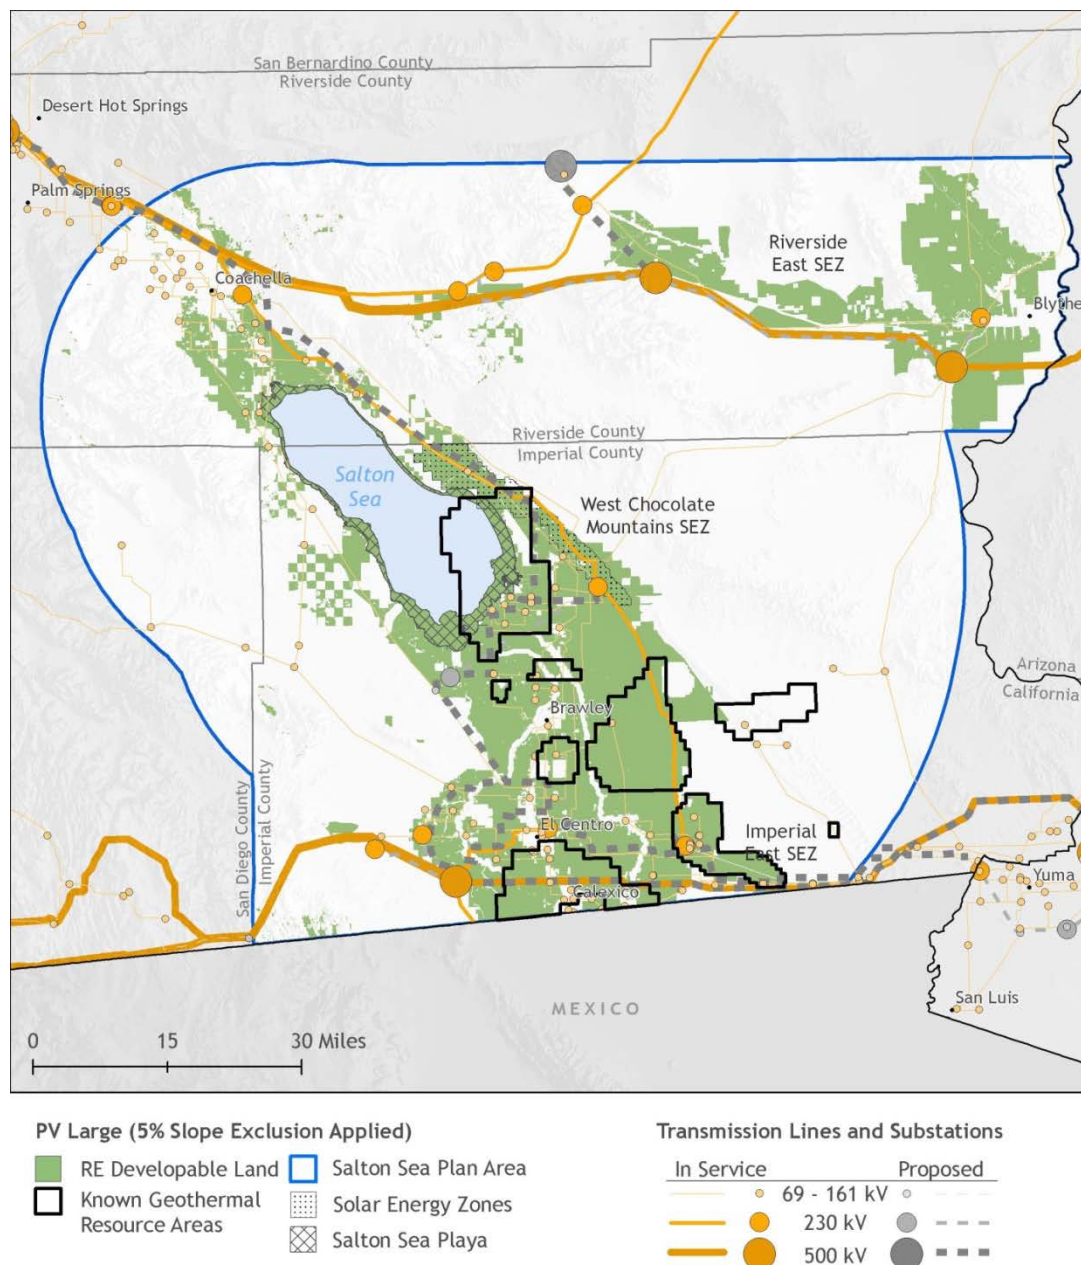 San Bernardino County
Riverside County
Desert Hot Springs
Palm Springs
Riverside
East SEZ
Coachella
Blythe
Riverside County
Imperial County
Salton
Sea
West Chocolate
Mountains SEZ
Arizona
California
Brawley
San Diego County
Imperial County
El Centro
Imperial
East SEZ
Calexico
Yuma
San Luis
MEXICO
0 15 30 Miles
PV Large (5% Slope Exclusion Applied)
RE Developable Land
Known Geothermal
Resource Areas
Salton Sea Plan Area
Solar Energy Zones
Salton Sea Playa
Transmission Lines and Substations
In Service Proposed
69 - 161 kV
230 kV
500 kV